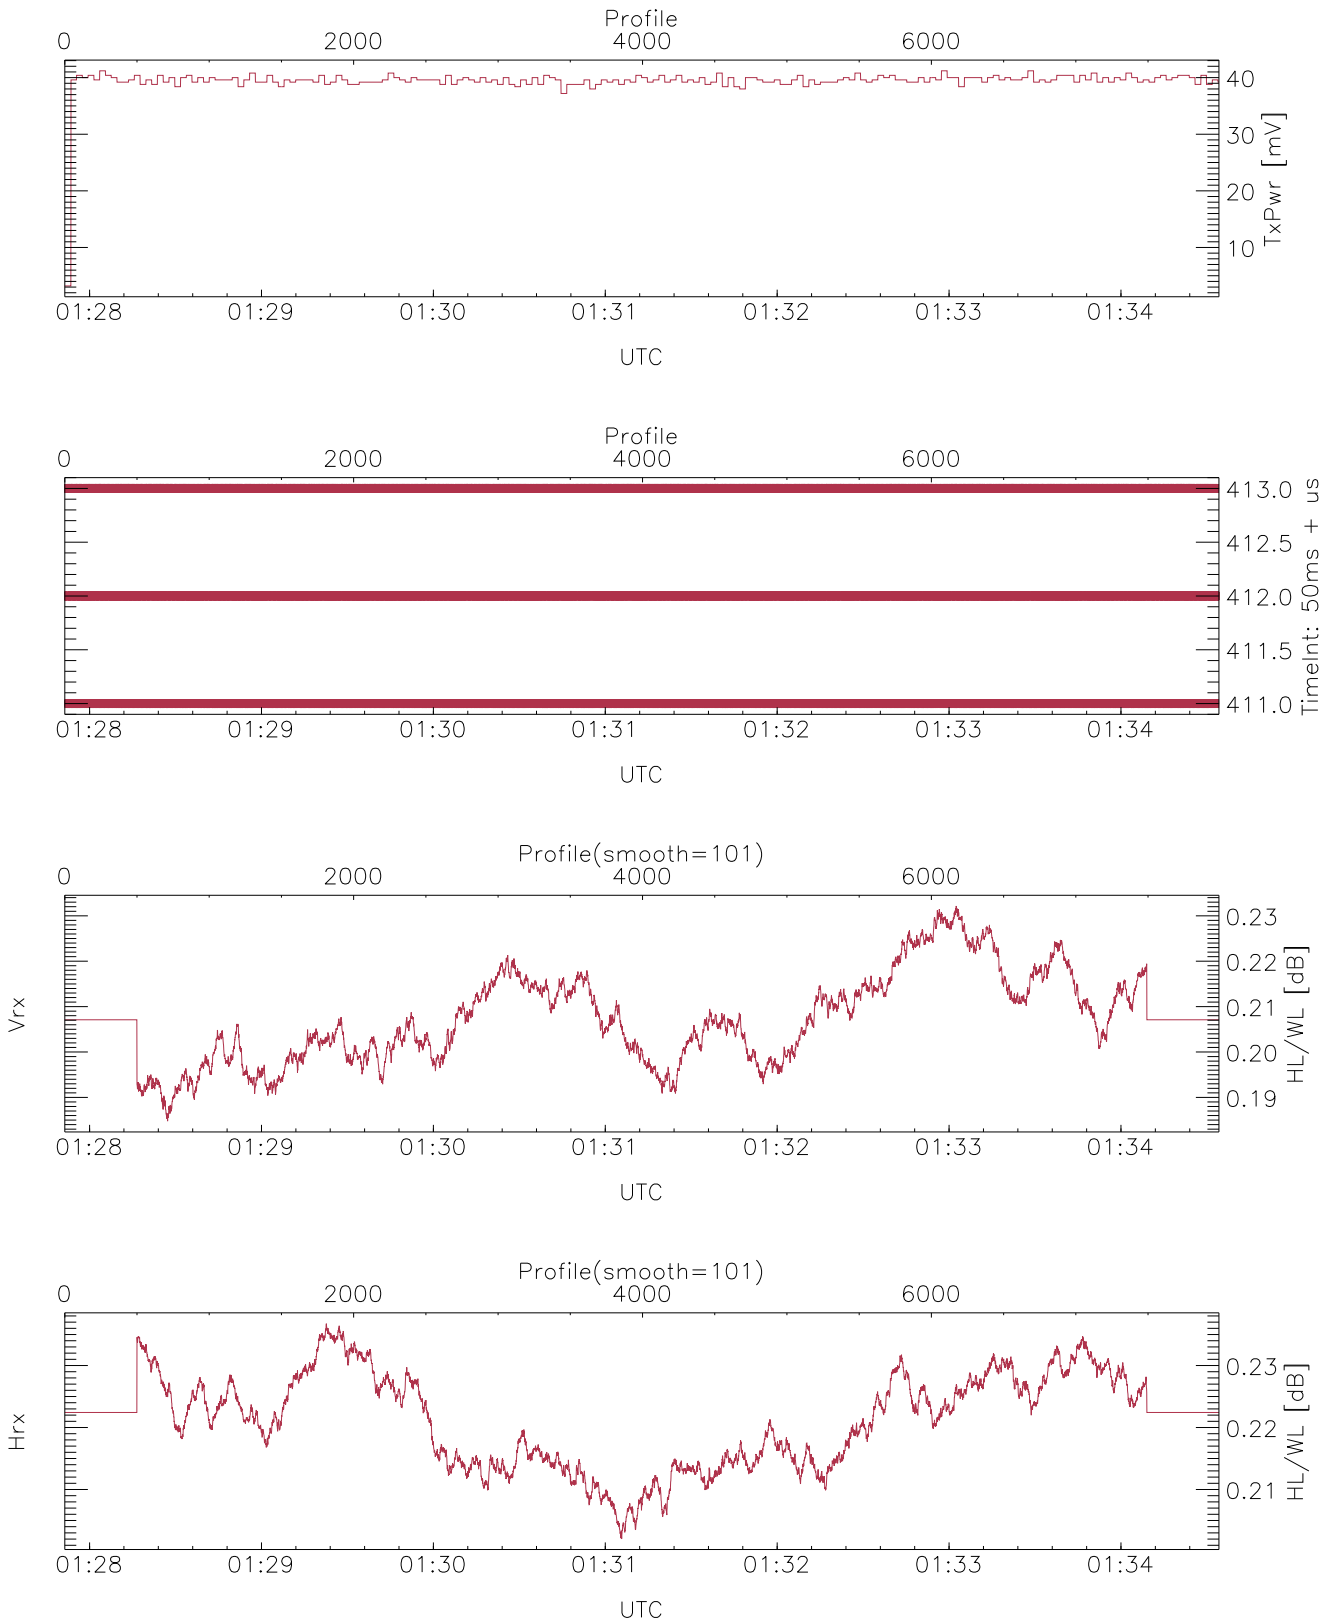 Profile
0 2000 4000 6000
40
30
20
10
TxPwr [mV]
01:28 01:29 01:30 01:31 01:32 01:33 01:34
UTC
Profile
0 2000 4000 6000
413.0
412.5
412.0
411.5
411.0
TimeInt: 50ms + us
01:28 01:29 01:30 01:31 01:32 01:33 01:34
UTC
Profile(smooth=101)
0 2000 4000 6000
Vrx
0.23
0.22
0.21
0.20
0.19
HL/WL [dB]
01:28 01:29 01:30 01:31 01:32 01:33 01:34
UTC
Profile(smooth=101)
0 2000 4000 6000
Hrx
0.23
0.22
0.21
HL/WL [dB]
01:28 01:29 01:30 01:31 01:32 01:33 01:34
UTC